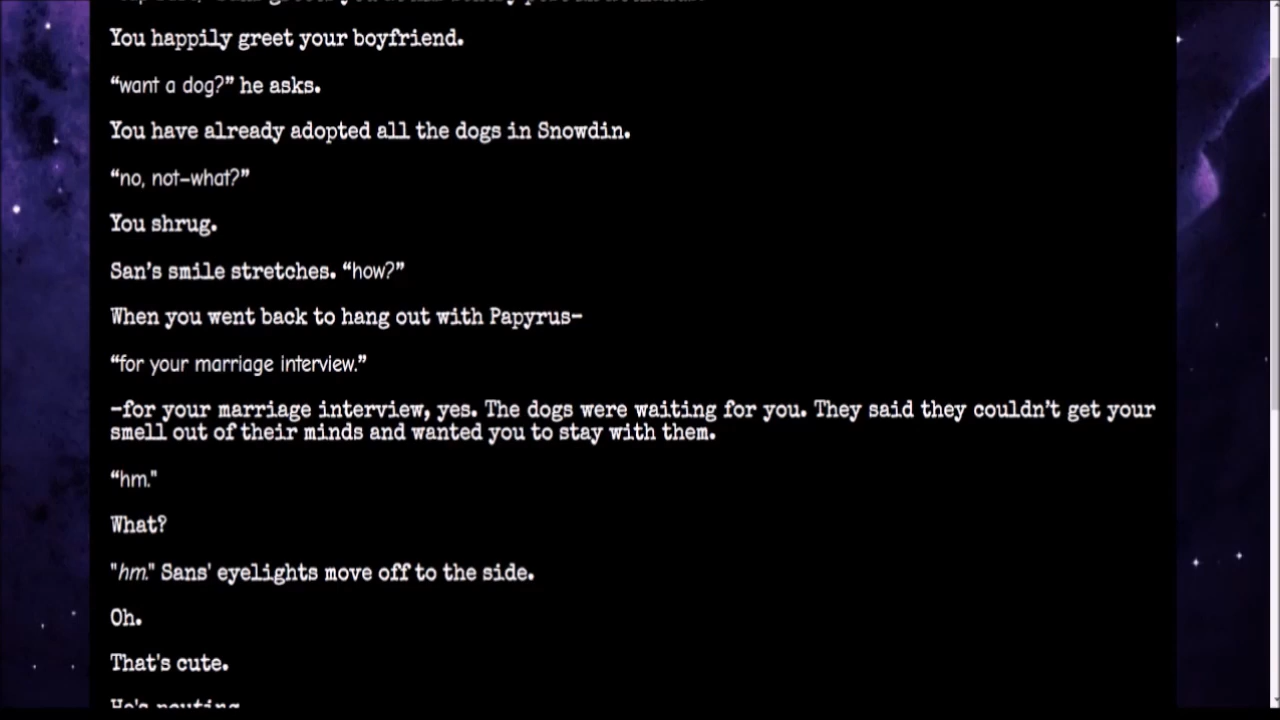 You happily greet your boyfriend.
“want a dog?” he asks.
You have already adopted all the dogs in Snowdin.
“no, not-what?”
You shrug.
San’s smile stretches. “how?”
When you went back to hang out with Papyrus-
“for your marriage interview.”
-for your marriage interview, yes. The dogs were waiting for you. They said they couldn’t get your
smell out of their minds and wanted you to stay with them.
“hm."
What?
"hm." Sans' eyelights move off to the side.
Oh.
That's cute.
He's pouting